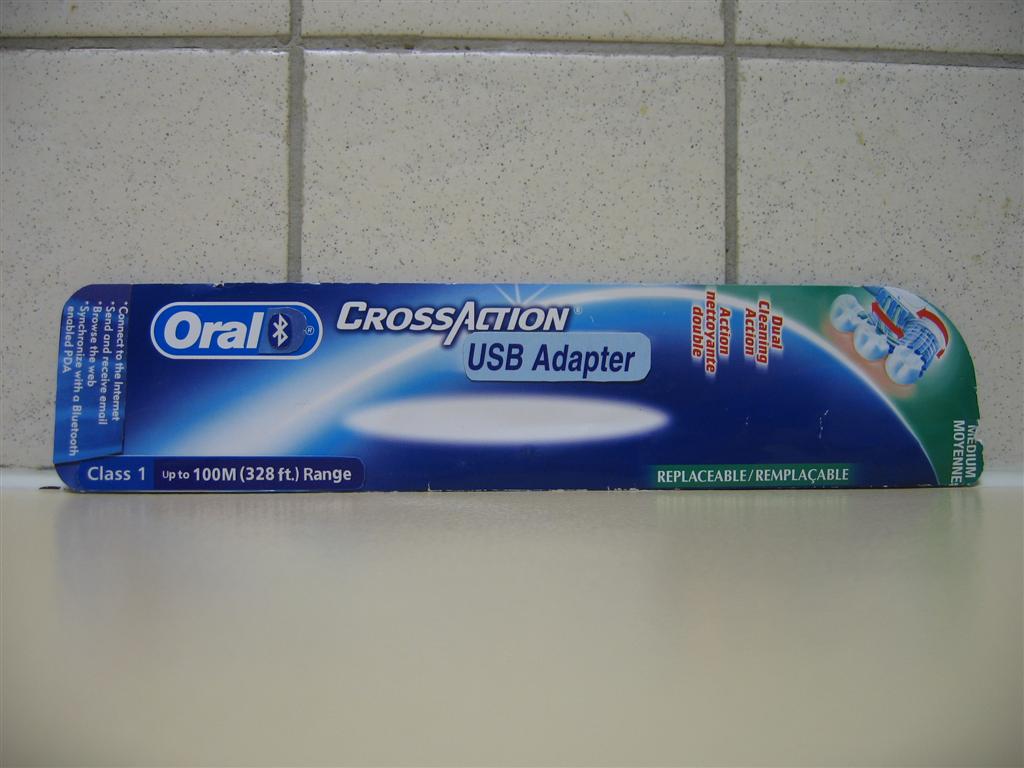 *Connect to the Internet
*Send and receive email
*Browse the web
*Synchronize with a Bluetooth
enabled PDA
Oral ®
CROSSACTION®
USB Adapter
Dual
Cleaning
Action
Action
nettoyante
double
MEDIUM
MOYENNE
Class 1 Up to 100M (328 ft.) Range
REPLACEABLE/REMPLAÇABLE